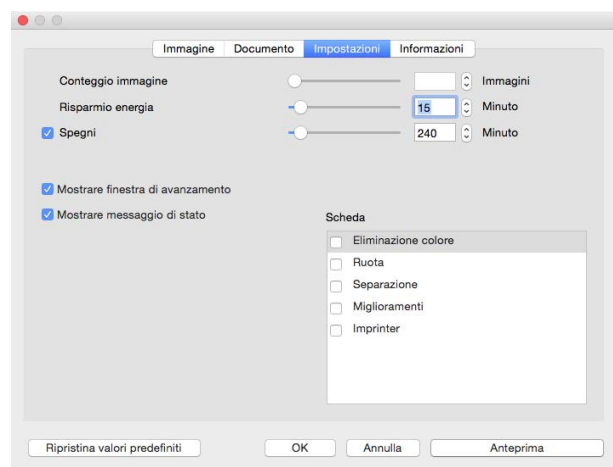 Immagine Documento Impostazioni Informazioni
Conteggio immagine Immagini
Risparmio energia 15 Minuto
Spegni 240 Minuto
Mostrare finestra di avanzamento
Mostrare messaggio di stato
Scheda
Eliminazione colore
Ruota
Separazione
Miglioramenti
Imprinter
Ripristina valori predefiniti OK Annulla Anteprima